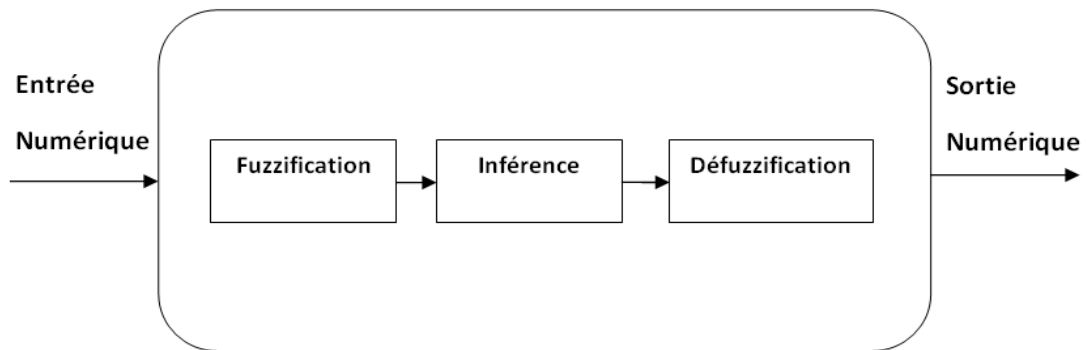 Entrée
Numérique
Fuzzification
Inférence
Défuzzification
Sortie
Numérique